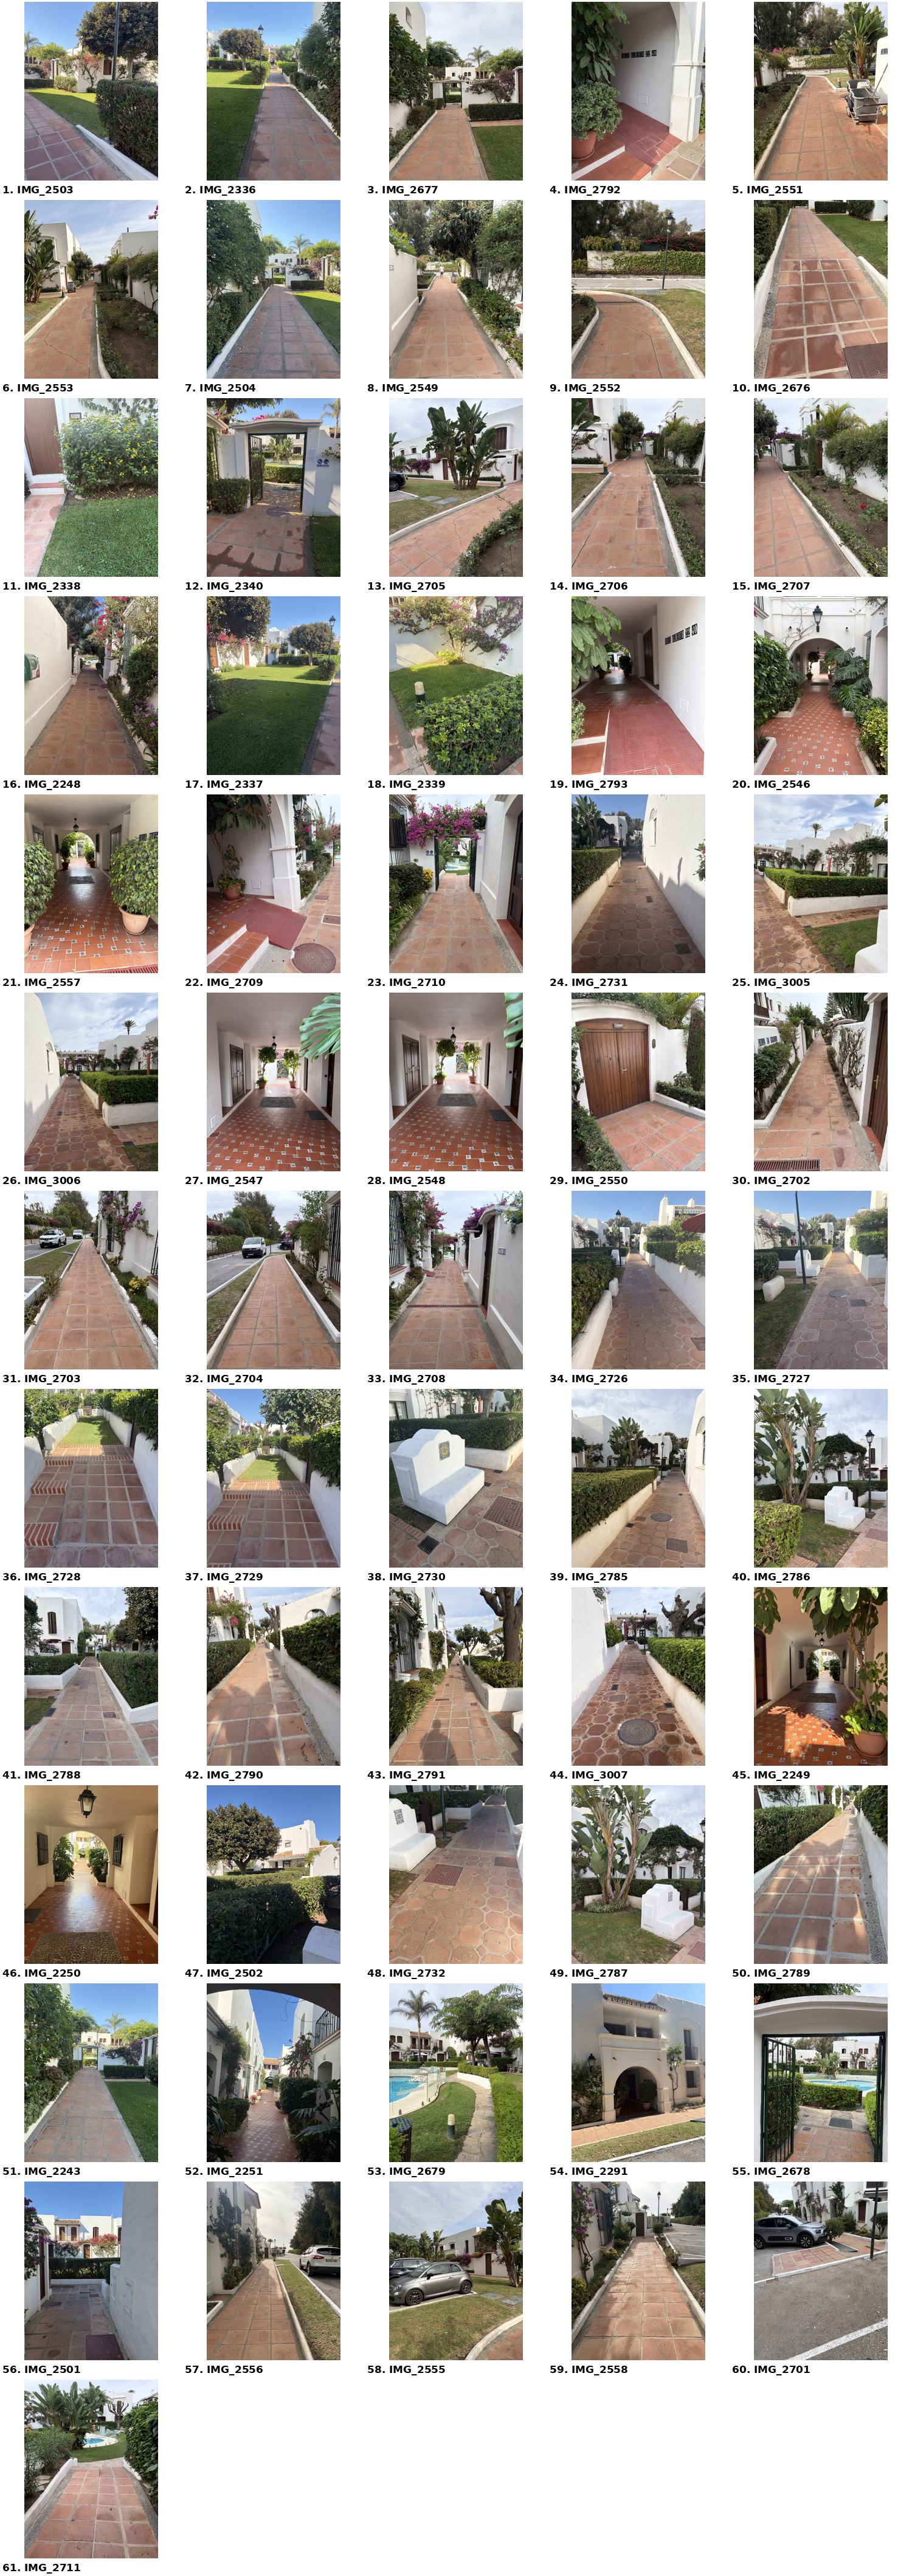 1. IMG_2503
2. IMG_2336
3. IMG_2677
4. IMG_2792
5. IMG_2551
6. IMG_2553
7. IMG_2504
8. IMG_2549
9. IMG_2552
10. IMG_2676
11. IMG_2338
12. IMG_2340
13. IMG_2705
14. IMG_2706
15. IMG_2707
16. IMG_2248
17. IMG_2337
18. IMG_2339
19. IMG_2793
20. IMG_2546
21. IMG_2557
22. IMG_2709
23. IMG_2710
24. IMG_2731
25. IMG_3005
26. IMG_3006
27. IMG_2547
28. IMG_2548
29. IMG_2550
30. IMG_2702
31. IMG_2703
32. IMG_2704
33. IMG_2708
34. IMG_2726
35. IMG_2727
36. IMG_2728
37. IMG_2729
38. IMG_2730
39. IMG_2785
40. IMG_2786
41. IMG_2788
42. IMG_2790
43. IMG_2791
44. IMG_3007
45. IMG_2249
46. IMG_2250
47. IMG_2502
48. IMG_2732
49. IMG_2787
50. IMG_2789
51. IMG_2243
52. IMG_2251
53. IMG_2679
54. IMG_2291
55. IMG_2678
56. IMG_2501
57. IMG_2556
58. IMG_2555
59. IMG_2558
60. IMG_2701
61. IMG_2711